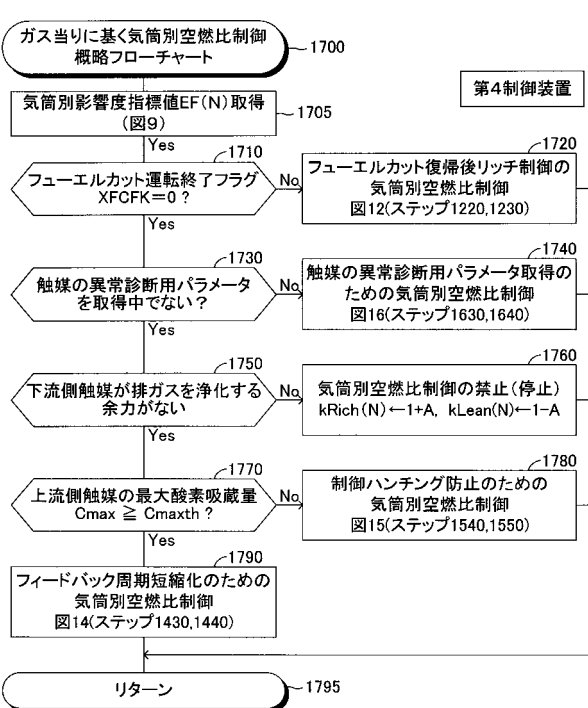 ガス当りに基く気筒別空燃比制御
概略フローチャート
1700
第4制御装置
気筒別影響度指標値EF(N)取得
(図9)
1705
Yes
1710
フューエルカット運転終了フラグ
XFCFK=0?
No
1720
フューエルカット復帰後リッチ制御の
気筒別空燃比制御
図12(ステップ1220,1230)
Yes
1730
触媒の異常診断用パラメータ
を取得中でない?
No
1740
触媒の異常診断用パラメータ取得の
ための気筒別空燃比制御
図16(ステップ1630,1640)
Yes
1750
下流側触媒が排ガスを浄化する
余力がない
No
1760
気筒別空燃比制御の禁止(停止)
kRich(N)←1+A, kLean(N)←1-A
Yes
1770
上流側触媒の最大酸素吸蔵量
Cmax ≧ Cmaxth?
No
1780
制御ハンチング防止のための
気筒別空燃比制御
図15(ステップ1540,1550)
Yes
1790
フィードバック周期短縮化のための
気筒別空燃比制御
図14(ステップ1430,1440)
リターン
1795